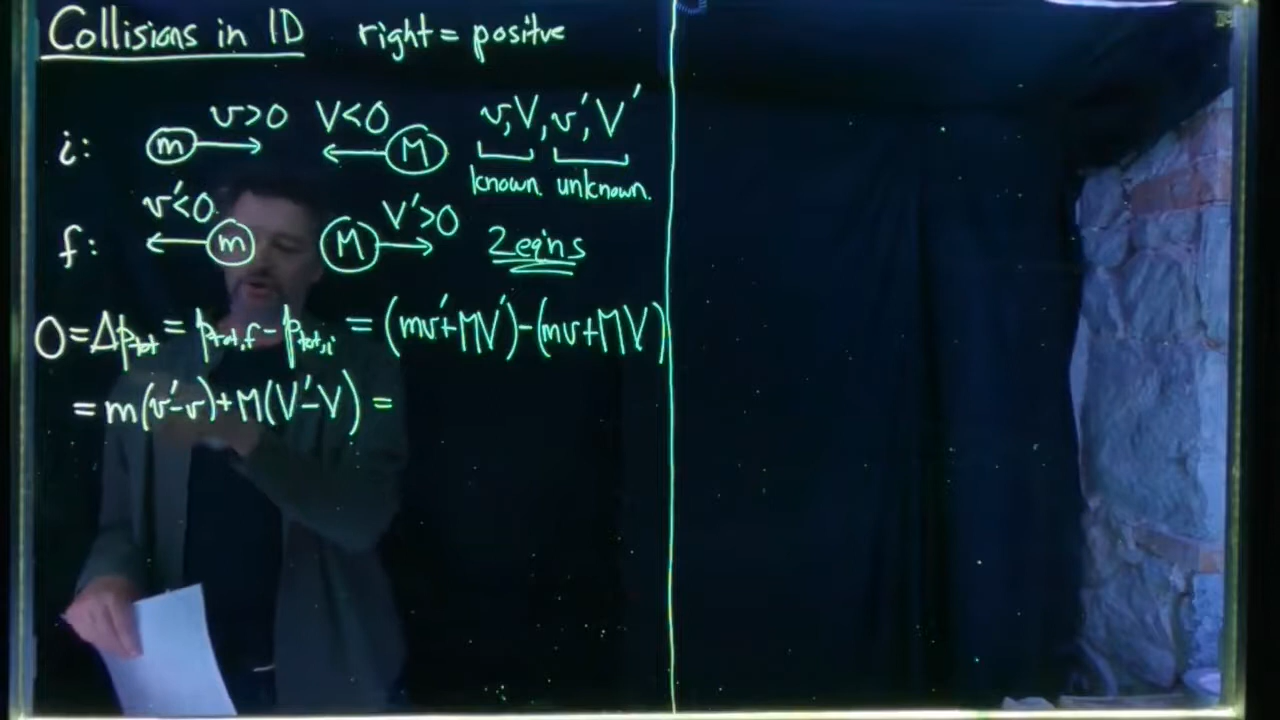 Collisions in 1D right = positve
i: m v>0 V<0 M v, V, v', V'
known unknown.
f: v'<0 m M V'>0 2 eqns
0 = Δp_tot = p_tot,f - p_tot,i = (mv'+MV')-(mv+MV)
= m(v'-v)+M(V'-V) =